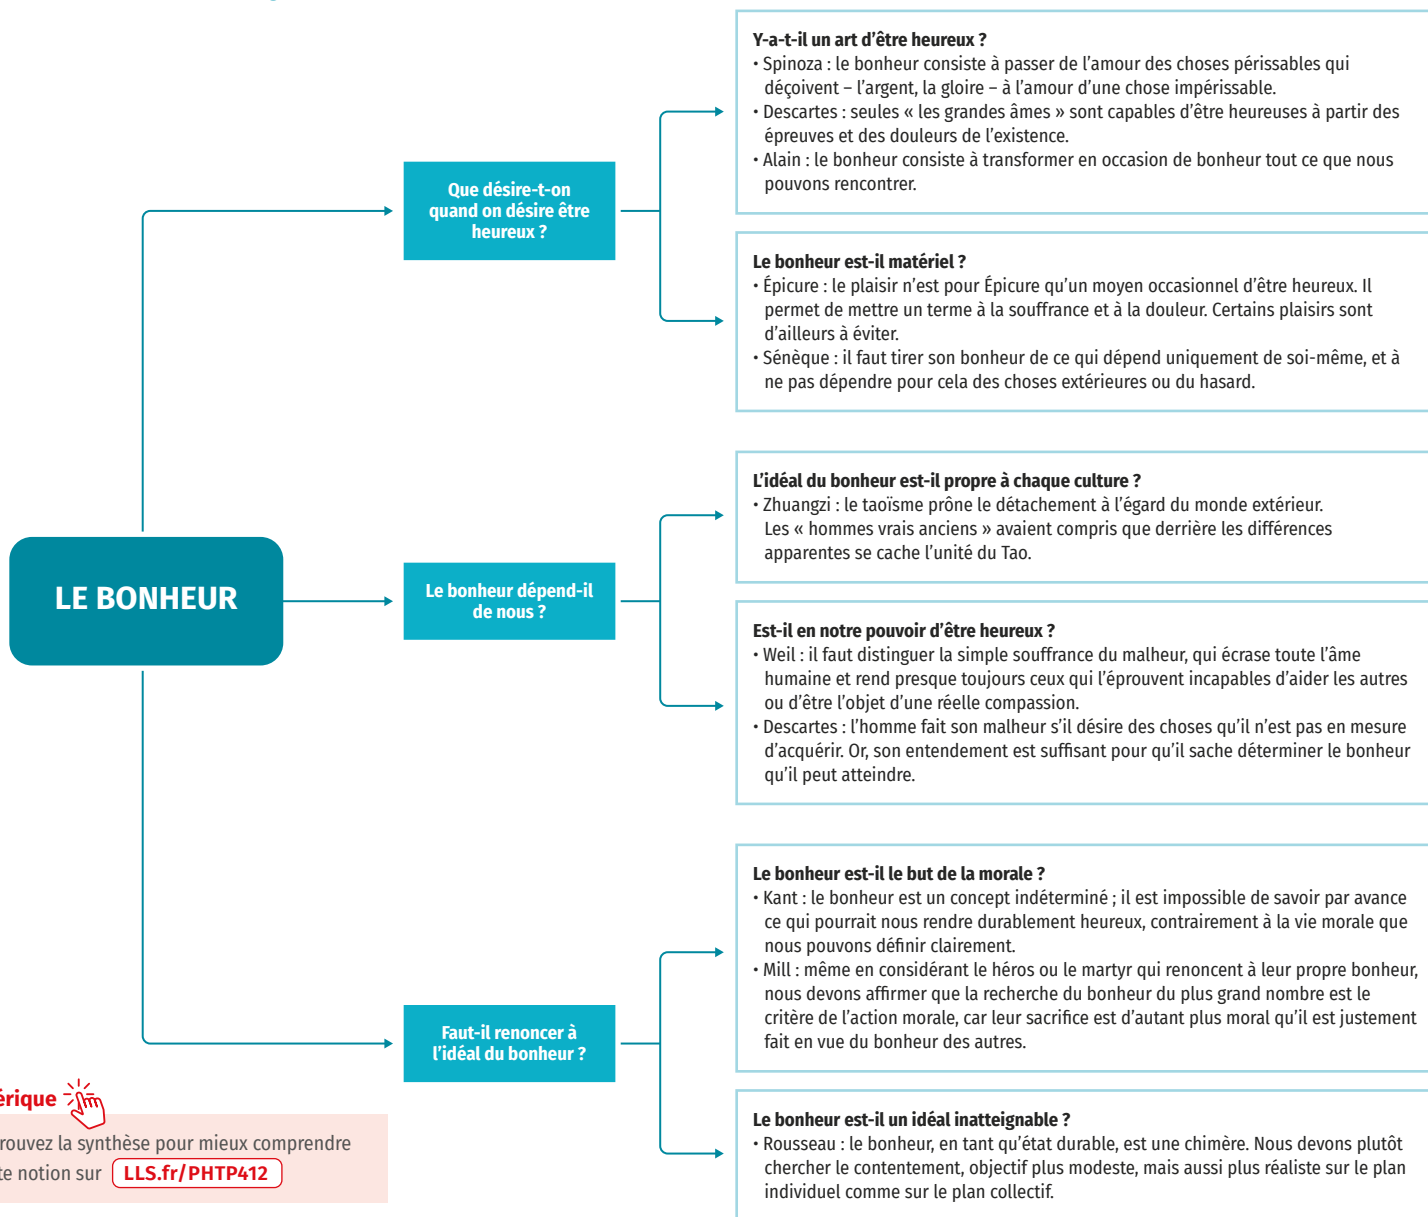 Y-a-t-il un art d'être heureux ?
• Spinoza : le bonheur consiste à passer de l'amour des choses périssables qui
déçoivent – l'argent, la gloire – à l'amour d'une chose impérissable.
• Descartes : seules « les grandes âmes » sont capables d'être heureuses à partir des
épreuves et des douleurs de l'existence.
• Alain : le bonheur consiste à transformer en occasion de bonheur tout ce que nous
pouvons rencontrer.
Que désire-t-on
quand on désire être
heureux ?
Le bonheur est-il matériel ?
• Épicure : le plaisir n'est pour Épicure qu'un moyen occasionnel d'être heureux. Il
permet de mettre un terme à la souffrance et à la douleur. Certains plaisirs sont
d'ailleurs à éviter.
• Sénèque : il faut tirer son bonheur de ce qui dépend uniquement de soi-même, et à
ne pas dépendre pour cela des choses extérieures ou du hasard.
L'idéal du bonheur est-il propre à chaque culture ?
• Zhuangzi : le taoïsme prône le détachement à l'égard du monde extérieur.
Les « hommes vrais anciens » avaient compris que derrière les différences
apparentes se cache l'unité du Tao.
LE BONHEUR
Le bonheur dépend-il
de nous ?
Est-il en notre pouvoir d'être heureux ?
• Weil : il faut distinguer la simple souffrance du malheur, qui écrase toute l'âme
humaine et rend presque toujours ceux qui l'éprouvent incapables d'aider les autres
ou d'être l'objet d'une réelle compassion.
• Descartes : l'homme fait son malheur s'il désire des choses qu'il n'est pas en mesure
d'acquérir. Or, son entendement est suffisant pour qu'il sache déterminer le bonheur
qu'il peut atteindre.
Le bonheur est-il le but de la morale ?
• Kant : le bonheur est un concept indéterminé ; il est impossible de savoir par avance
ce qui pourrait nous rendre durablement heureux, contrairement à la vie morale que
nous pouvons définir clairement.
• Mill : même en considérant le héros ou le martyr qui renoncent à leur propre bonheur,
nous devons affirmer que la recherche du bonheur du plus grand nombre est le
critère de l'action morale, car leur sacrifice est d'autant plus moral qu'il est justement
fait en vue du bonheur des autres.
Faut-il renoncer à
l'idéal du bonheur ?
Le bonheur est-il un idéal inatteignable ?
• Rousseau : le bonheur, en tant qu'état durable, est une chimère. Nous devons plutôt
chercher le contentement, objectif plus modeste, mais aussi plus réaliste sur le plan
individuel comme sur le plan collectif.
érique
rouvez la synthèse pour mieux comprendre
te notion sur LLS.fr/PHTP412